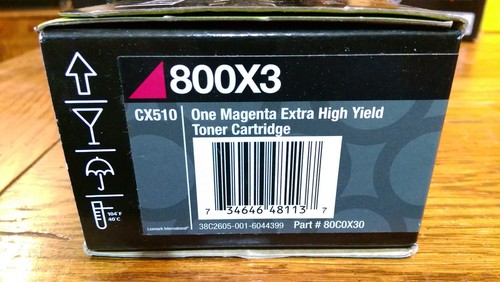 800X3
CX510
One Magenta Extra High Yield
Toner Cartridge
7 34646 48113 7
Lexmark International
38C2605-001-6044399
Part # 80C0X30
104°F
40°C